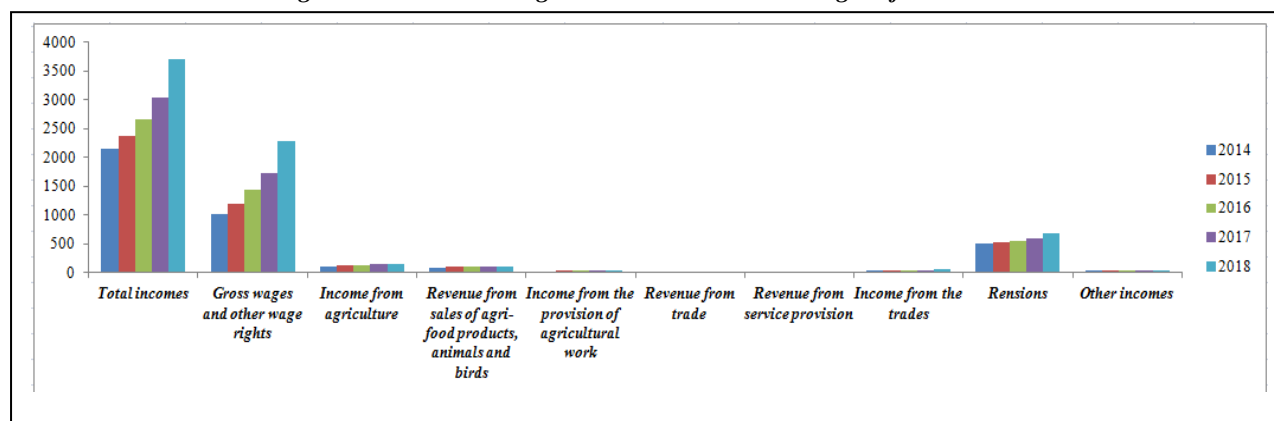 4000
3500
3000
2500
2000
1500
1000
500
0
Total incomes
Gross wages
and other wage
rights
Income from
agriculture
Revenue from
sales of agri-
food products,
animals and
birds
Income from the
provision of
agricultural
work
Revenue from
trade
Revenue from
service provision
Income from the
trades
Rensions
Other incomes
2014
2015
2016
2017
2018